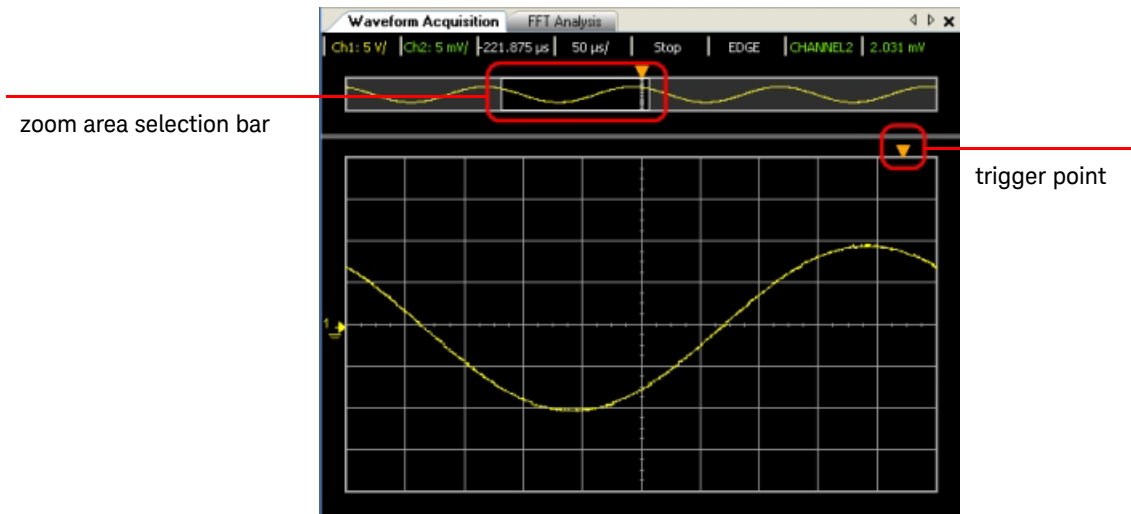 Waveform Acquisition FFT Analysis
Ch1: 5 V/ Ch2: 5 mV/ -221.875 µs 50 µs/ Stop EDGE CHANNEL2 2.031 mV
zoom area selection bar
trigger point
1